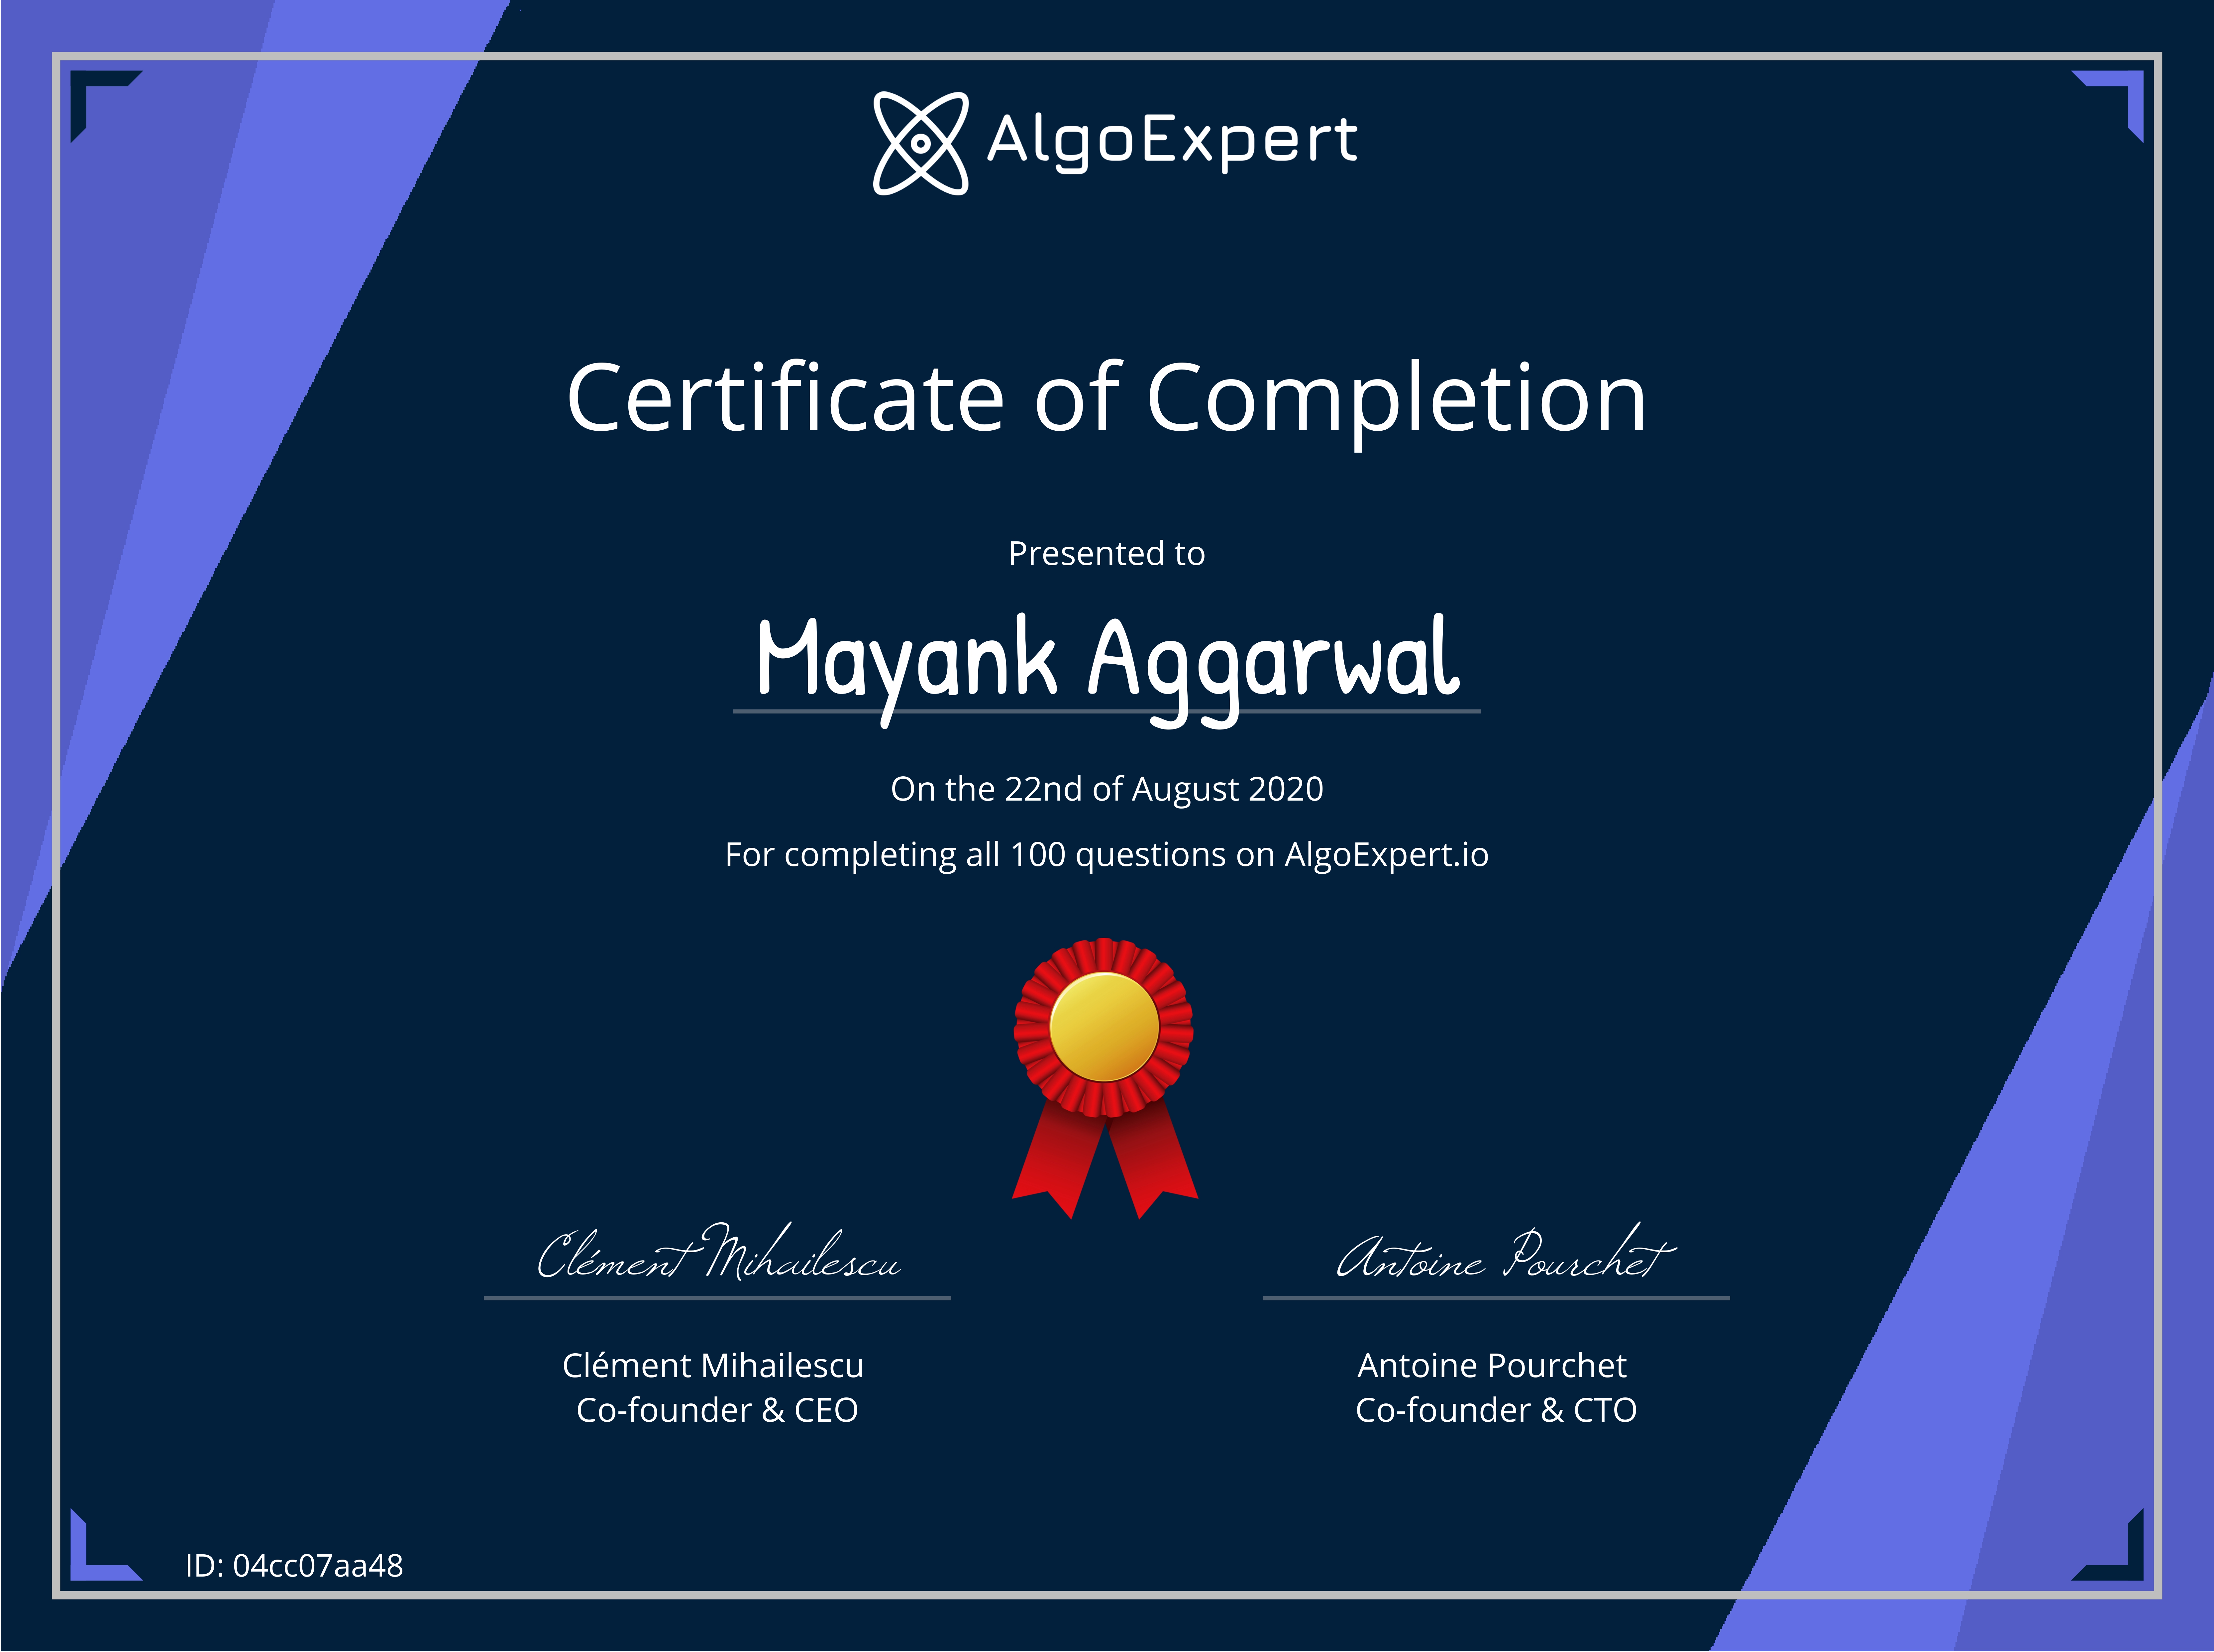 AlgoExpert
Certificate of Completion
Presented to
Mayank Aggarwal
On the 22nd of August 2020
For completing all 100 questions on AlgoExpert.io
Clément Mihailescu
Antoine Pourchet
Clément Mihailescu
Co-founder & CEO
Antoine Pourchet
Co-founder & CTO
ID: 04cc07aa48